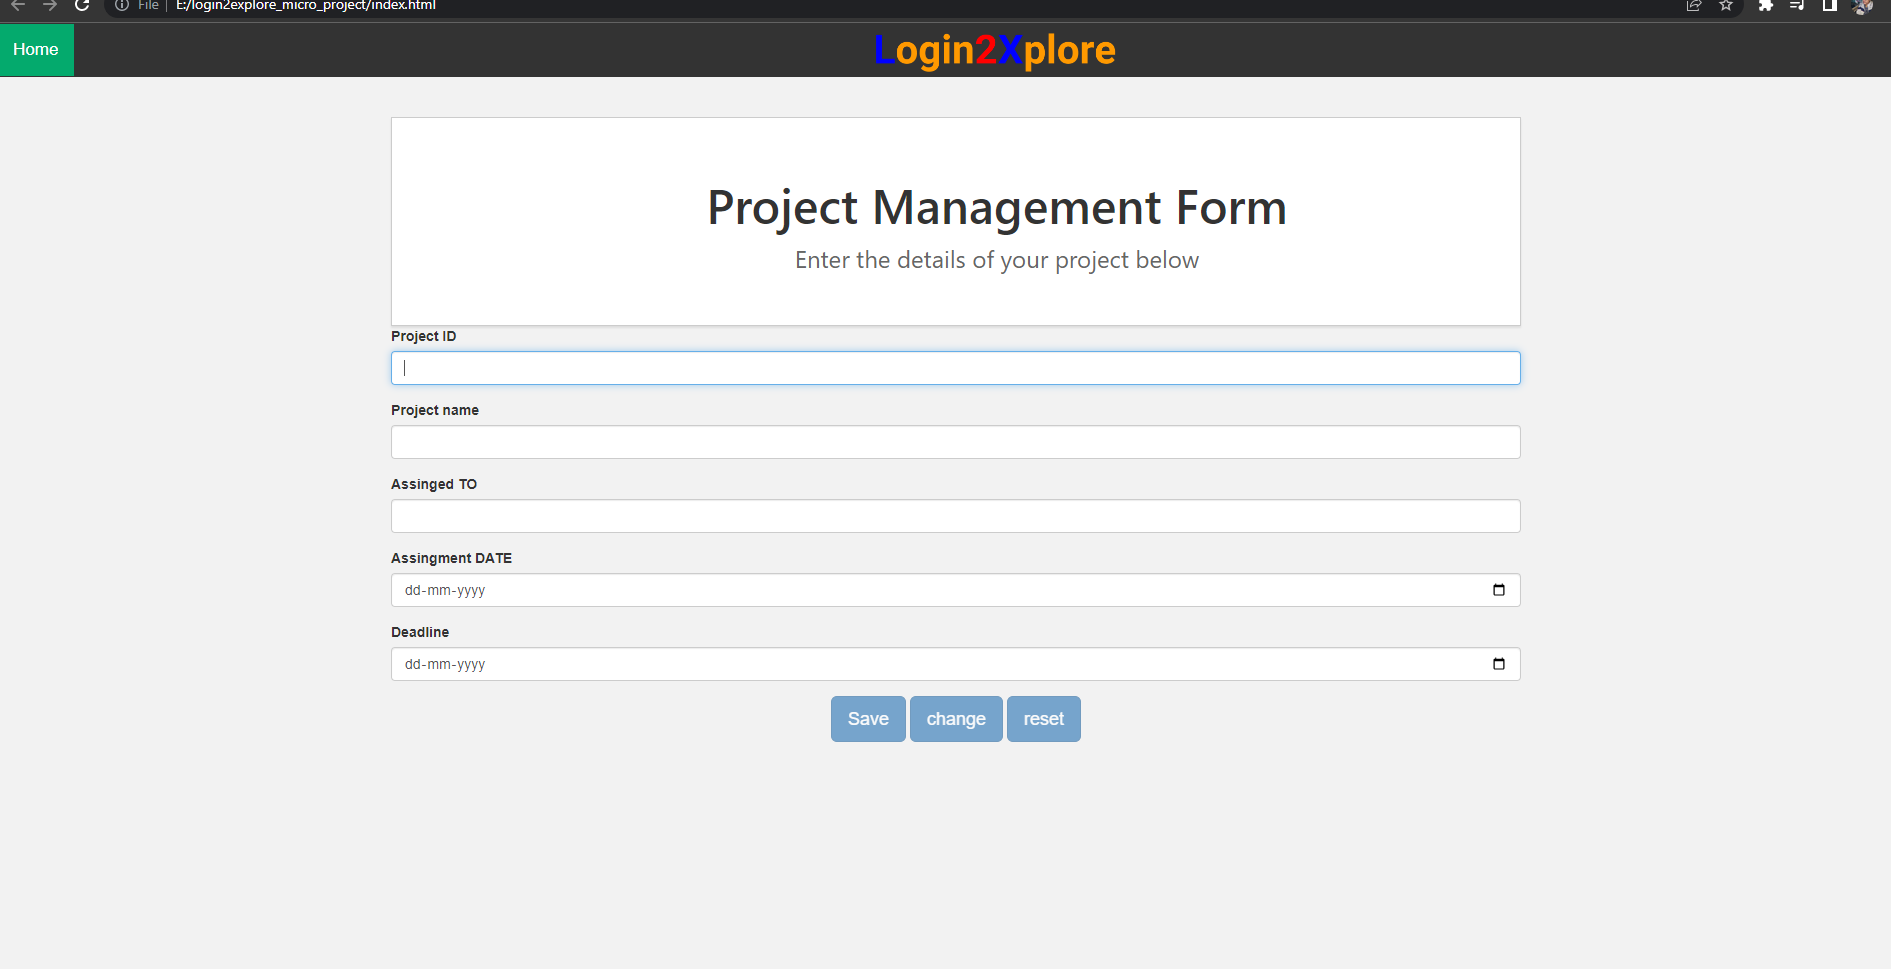 File | E:/login2explore_micro_project/index.html
Home
Login2Xplore
Project Management Form
Enter the details of your project below
Project ID
Project name
Assinged TO
Assingment DATE
dd-mm-yyyy
Deadline
dd-mm-yyyy
Save change reset